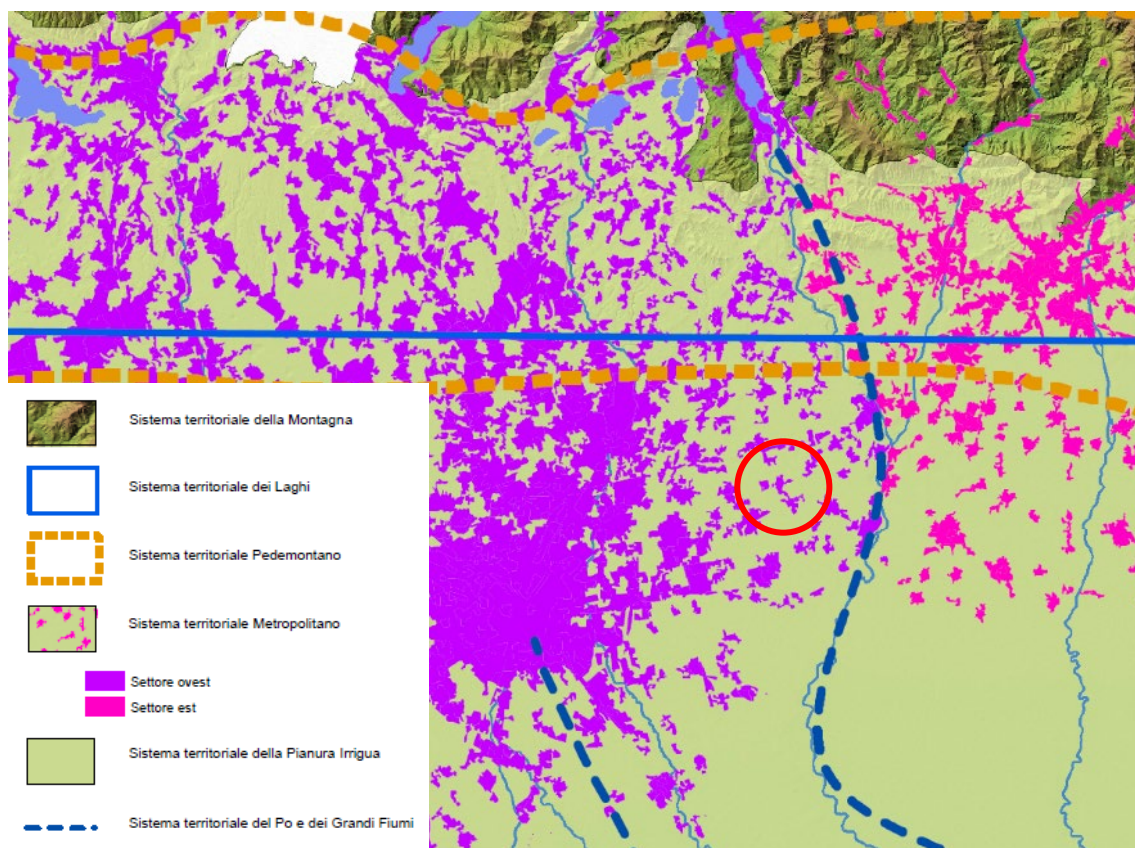 Sistema territoriale della Montagna
Sistema territoriale dei Laghi
Sistema territoriale Pedemontano
Sistema territoriale Metropolitano
Settore ovest
Settore est
Sistema territoriale della Pianura Irrigua
Sistema territoriale del Po e dei Grandi Fiumi